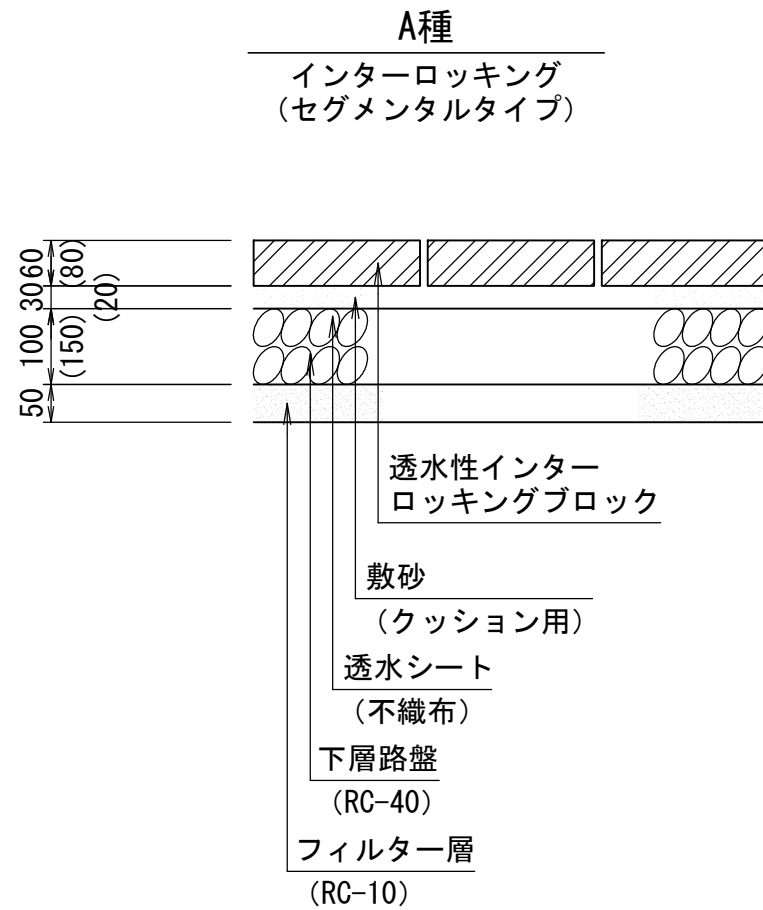 A種
インターロッキング
（セグメンタルタイプ）
60
(80)
30
(20)
100
(150)
50
透水性インター
ロッキングブロック
敷砂
（クッション用）
透水シート
（不織布）
下層路盤
（RC-40）
フィルター層
（RC-10）